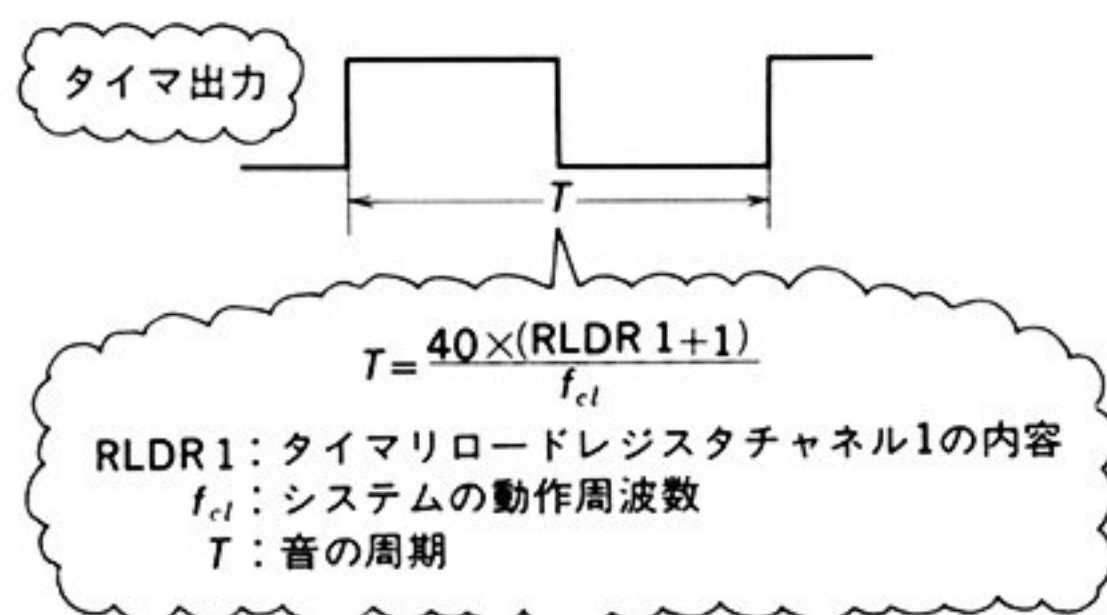 タイマ出力
T
T=40×(RLDR 1+1)/f_cl
RLDR 1：タイマリロードレジスタチャネル1の内容
f_cl：システムの動作周波数
T：音の周期